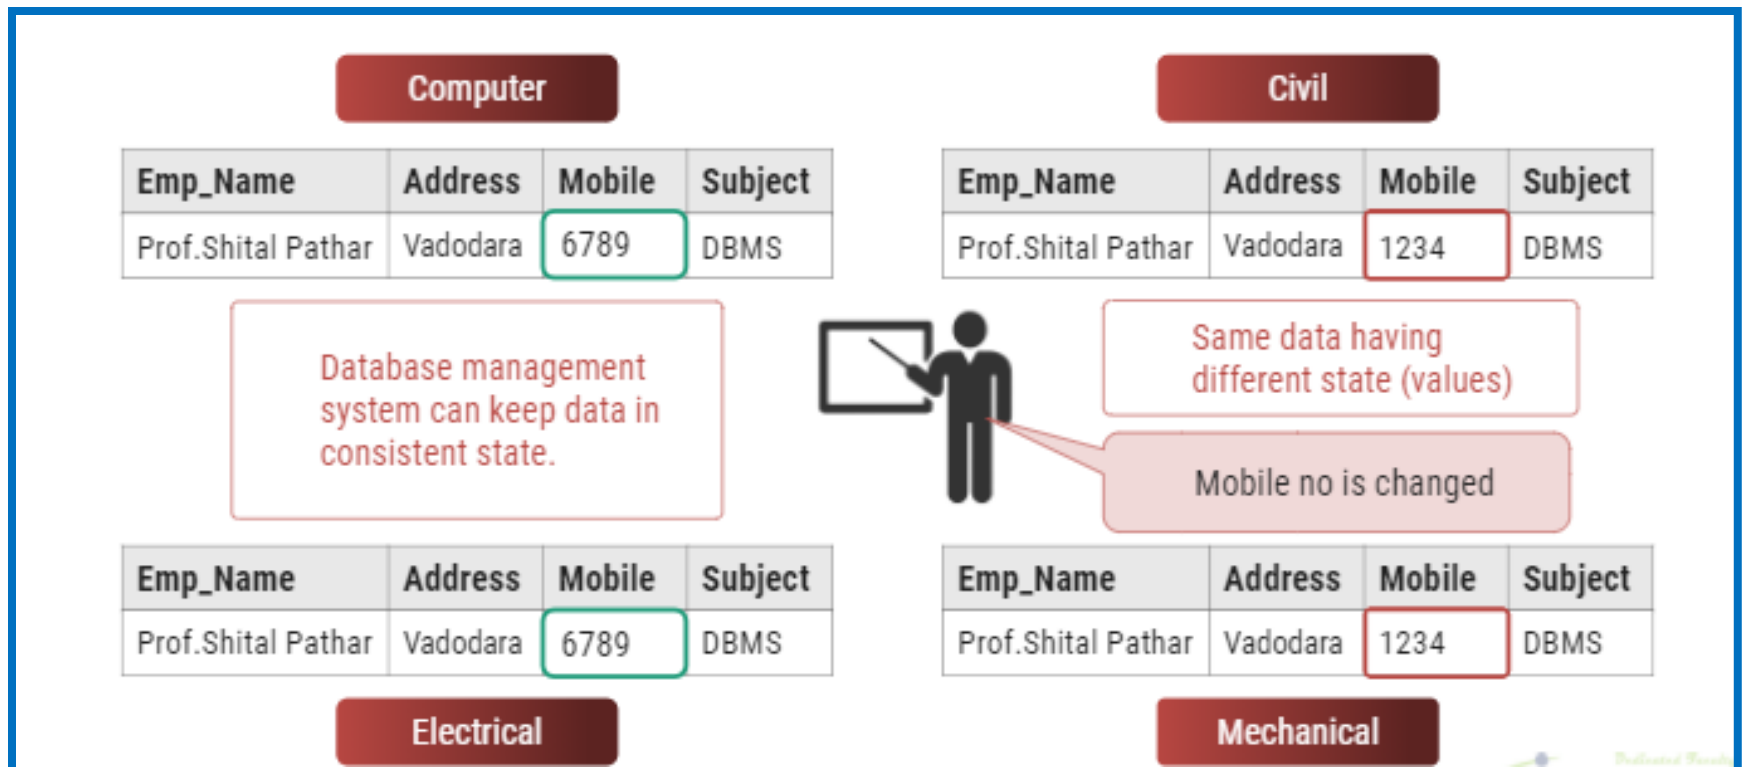 Computer
Civil
Emp_Name Address Mobile Subject
Prof.Shital Pathar Vadodara 6789 DBMS
Emp_Name Address Mobile Subject
Prof.Shital Pathar Vadodara 1234 DBMS
Database management
system can keep data in
consistent state.
Same data having
different state (values)
Mobile no is changed
Emp_Name Address Mobile Subject
Prof.Shital Pathar Vadodara 6789 DBMS
Emp_Name Address Mobile Subject
Prof.Shital Pathar Vadodara 1234 DBMS
Electrical
Mechanical